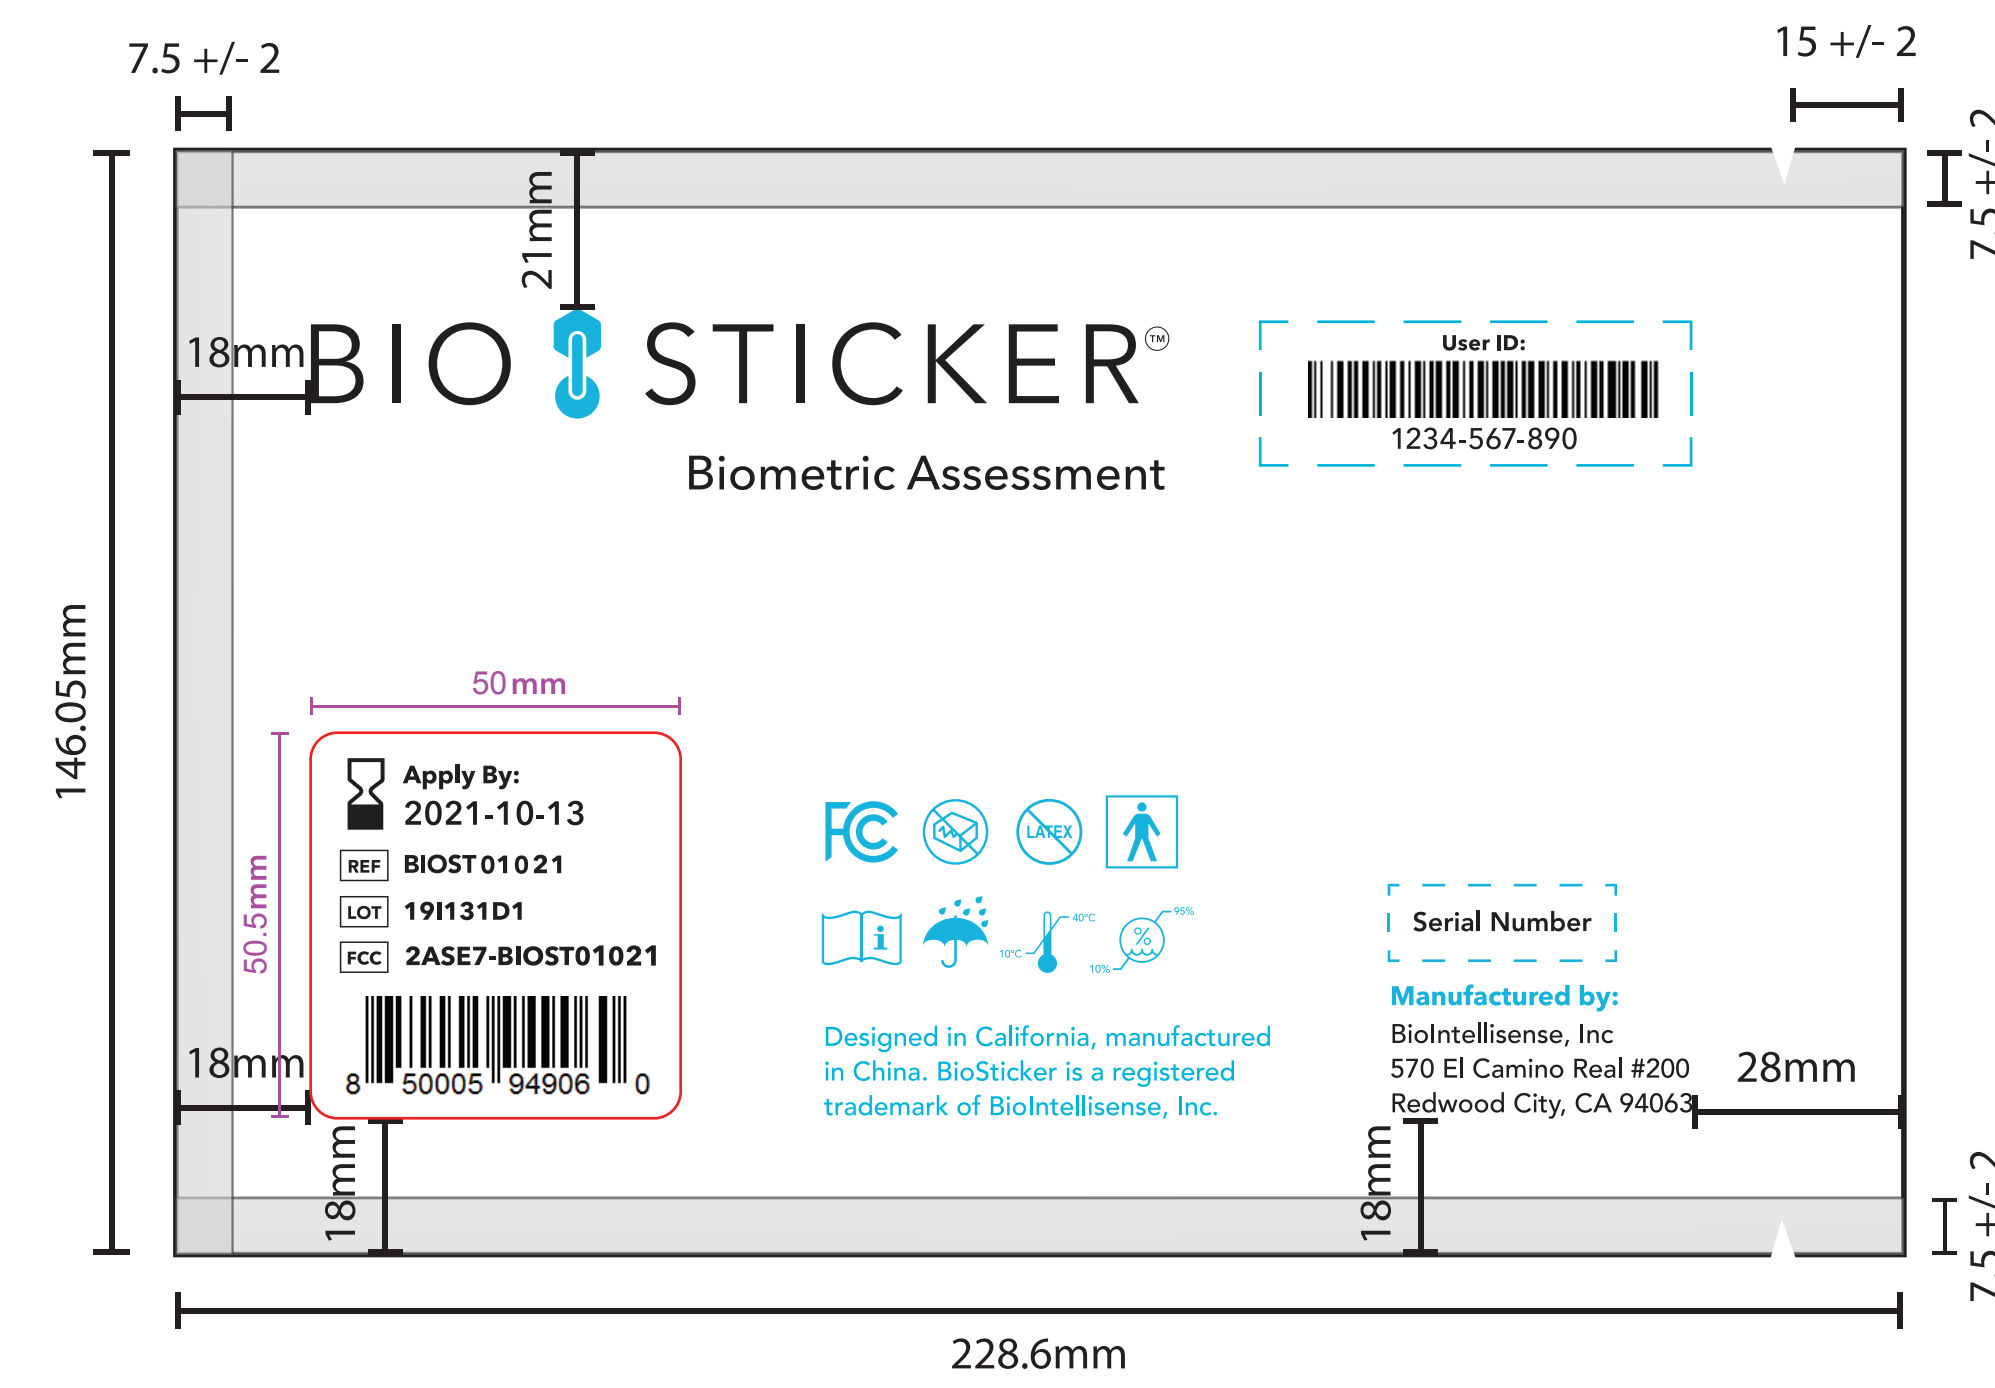 7.5 +/- 2
15 +/- 2
7.5 +/- 2
21mm
18mm
BIO STICKER™
Biometric Assessment
User ID:
1234-567-890
146.05mm
50mm
50.5mm
Apply By:
2021-10-13
REF BIOST01021
LOT 19I131D1
FCC 2ASE7-BIOST01021
8 50005 94906 0
18mm
18mm
FC
LATEX
i
10°C 40°C
% 10% 95%
Designed in California, manufactured
in China. BioSticker is a registered
trademark of BioIntellisense, Inc.
Serial Number
Manufactured by:
BioIntellisense, Inc
570 El Camino Real #200
Redwood City, CA 94063
28mm
18mm
7.5 +/- 2
228.6mm